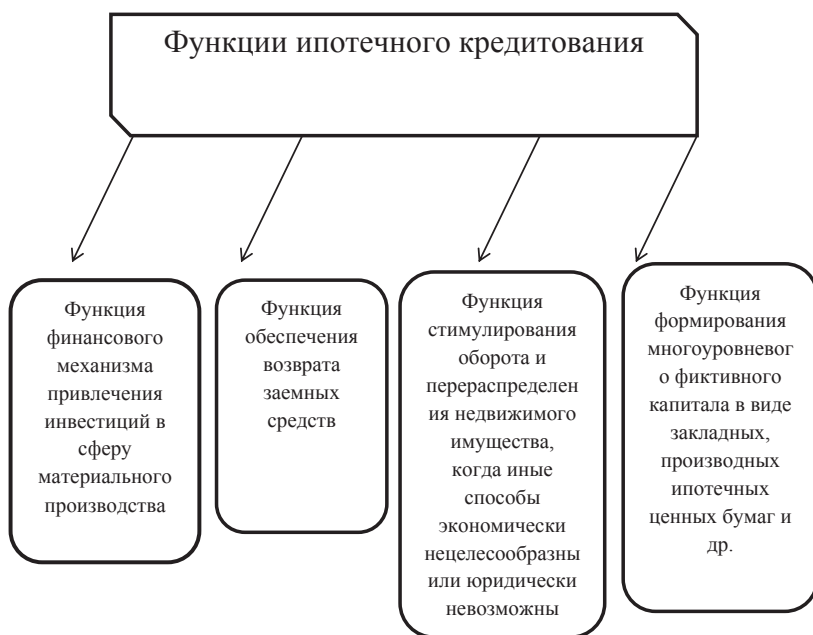 Функции ипотечного кредитования
Функция
финансового
механизма
привлечения
инвестиций в
сферу
материального
производства
Функция
обеспечения
возврата
заемных
средств
Функция
стимулирования
оборота и
перераспределен
ия недвижимого
имущества,
когда иные
способы
экономически
нецелесообразны
или юридически
невозможны
Функция
формирования
многоуровневог
о фиктивного
капитала в виде
закладных,
производных
ипотечных
ценных бумаг и
др.